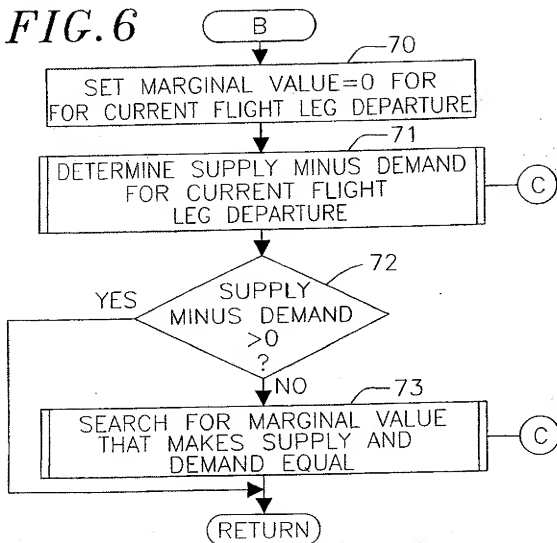 FIG.6
B
70
SET MARGINAL VALUE=0 FOR
FOR CURRENT FLIGHT LEG DEPARTURE
71
DETERMINE SUPPLY MINUS DEMAND
FOR CURRENT FLIGHT
LEG DEPARTURE
C
72
YES
SUPPLY
MINUS DEMAND
>0
?
NO
73
SEARCH FOR MARGINAL VALUE
THAT MAKES SUPPLY AND
DEMAND EQUAL
C
RETURN